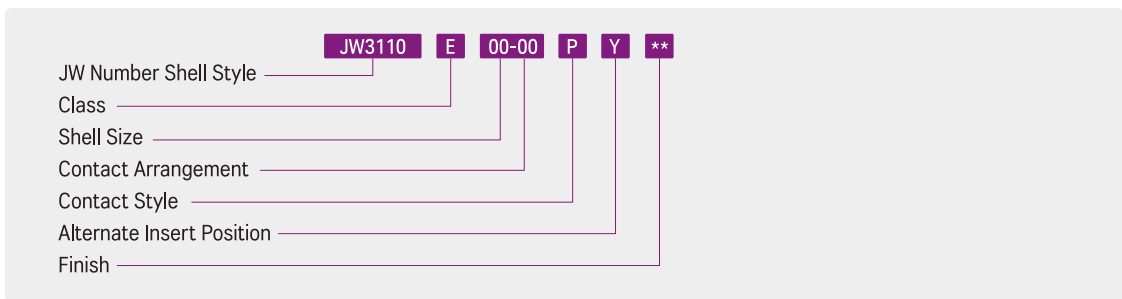 JW3110 E 00-00 P Y **
JW Number Shell Style
Class
Shell Size
Contact Arrangement
Contact Style
Alternate Insert Position
Finish